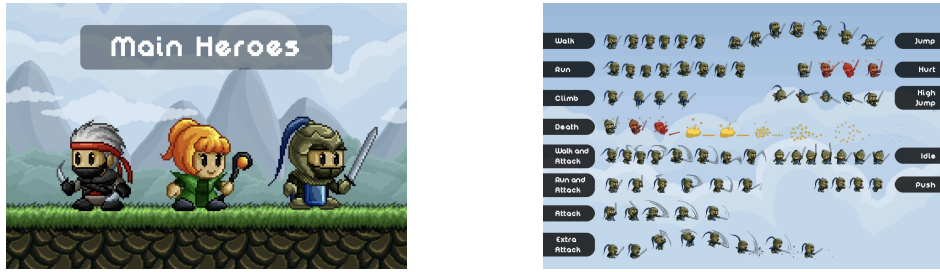 Main Heroes
Walk
Jump
Run
Hurt
Climb
High
Jump
Death
Walk and
Attack
Idle
Run and
Attack
Push
Attack
Extra
Attack